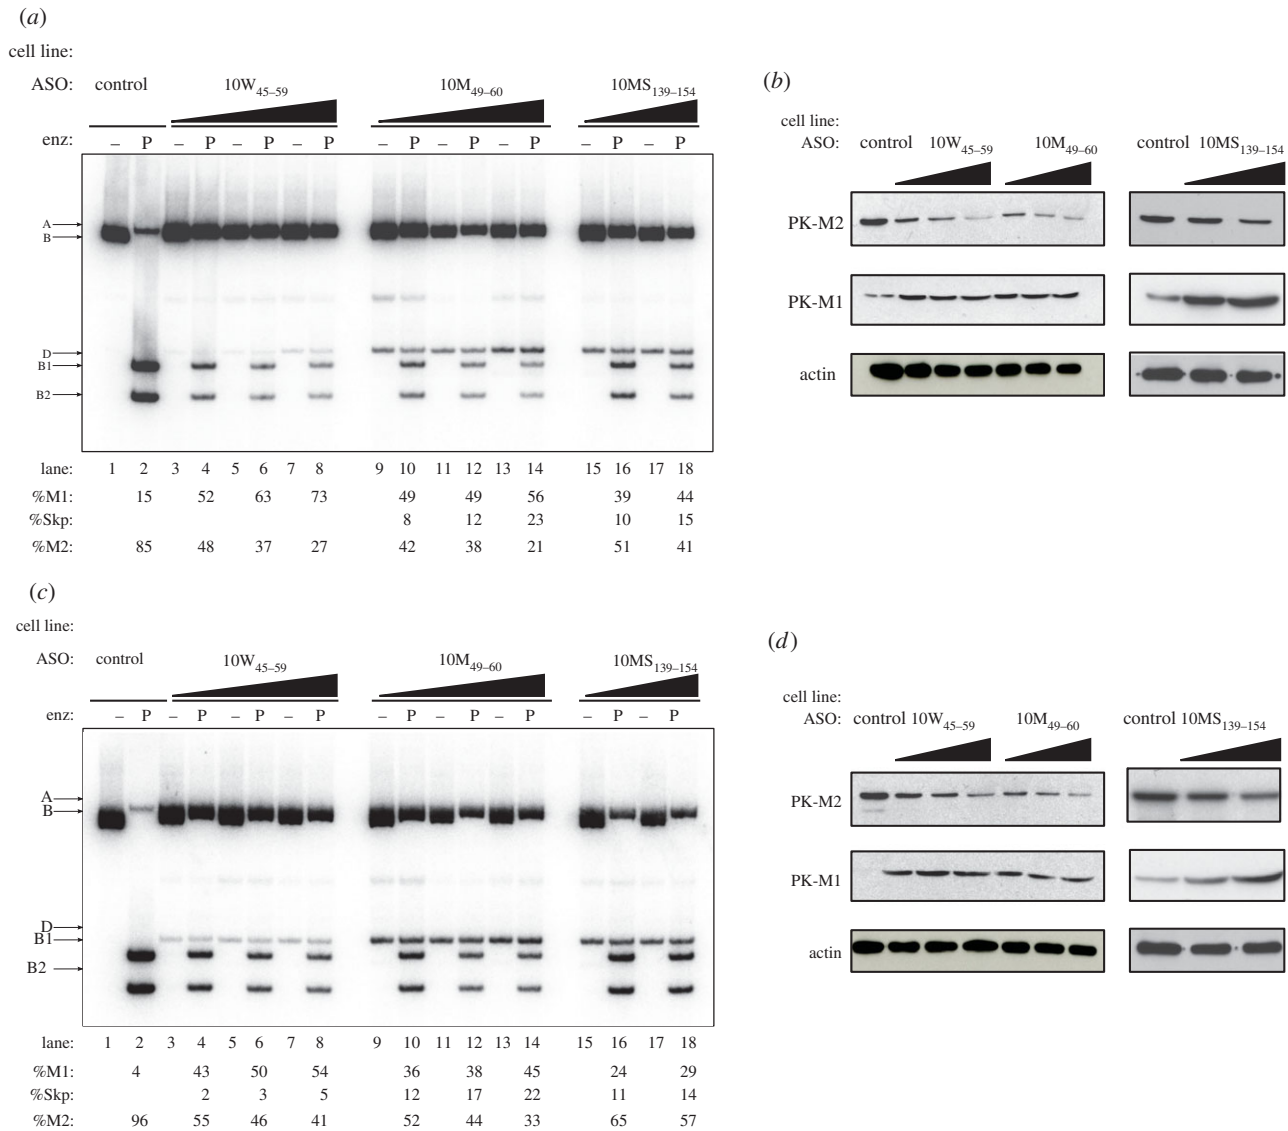 (a)
cell line:
ASO: control 10W45–59 10M49–60 10MS139–154
enz: – P – P – P – P – P – P – P – P – P
A
B
D
B1
B2
lane: 1 2 3 4 5 6 7 8 9 10 11 12 13 14 15 16 17 18
%M1: 15 52 63 73 49 49 56 39 44
%Skp: 8 12 23 10 15
%M2: 85 48 37 27 42 38 21 51 41
(b)
cell line:
ASO: control 10W45–59 10M49–60 control 10MS139–154
PK-M2
PK-M1
actin
(c)
cell line:
ASO: control 10W45–59 10M49–60 10MS139–154
enz: – P – P – P – P – P – P – P – P – P
A
B
D
B1
B2
lane: 1 2 3 4 5 6 7 8 9 10 11 12 13 14 15 16 17 18
%M1: 4 43 50 54 36 38 45 24 29
%Skp: 2 3 5 12 17 22 11 14
%M2: 96 55 46 41 52 44 33 65 57
(d)
cell line:
ASO: control 10W45–59 10M49–60 control 10MS139–154
PK-M2
PK-M1
actin